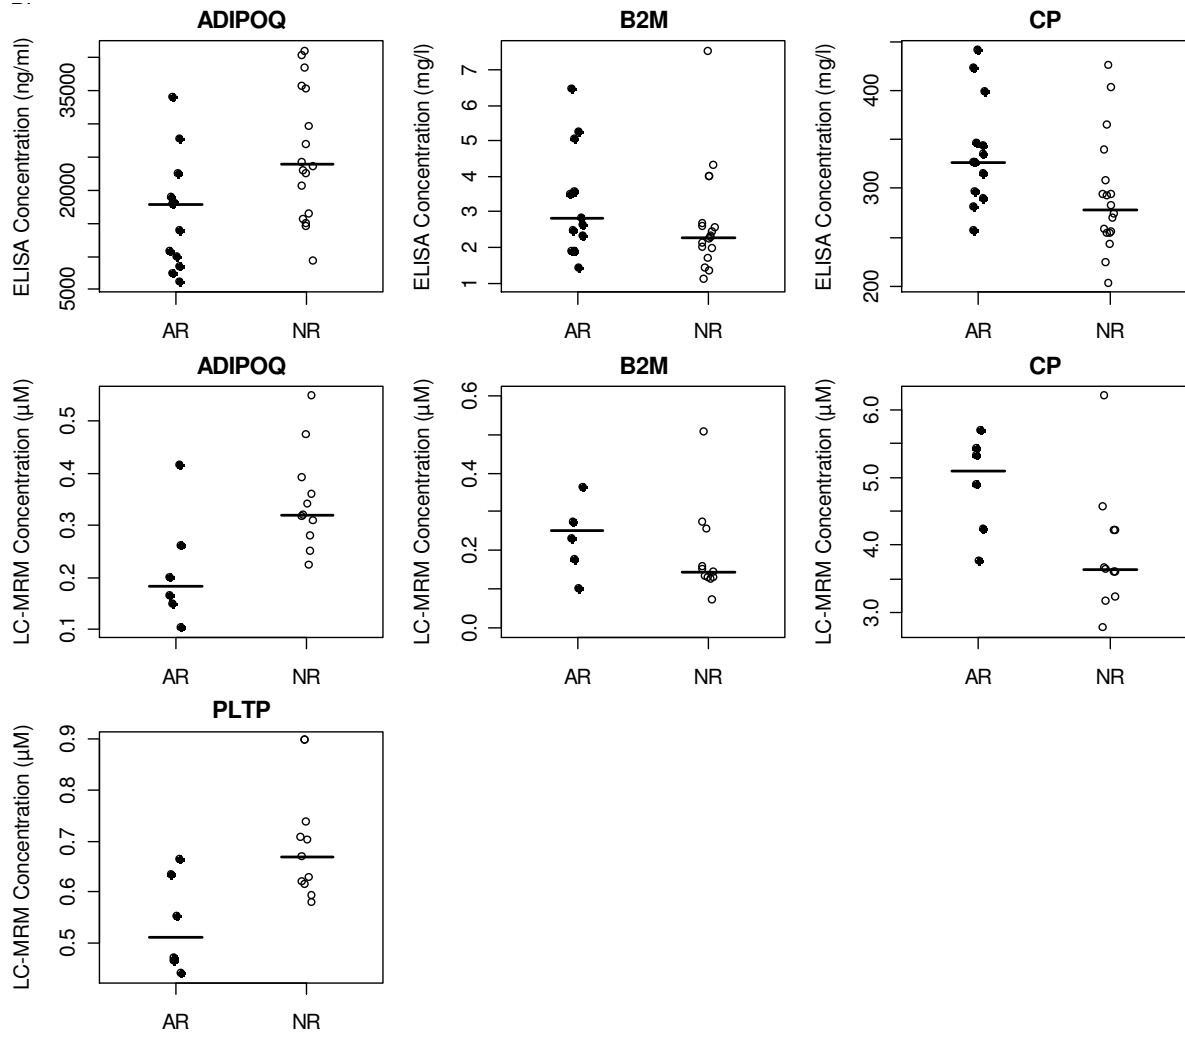 ADIPOQ
B2M
CP
ELISA Concentration (ng/ml)
5000
20000
35000
AR
NR
ELISA Concentration (mg/l)
1
2
3
4
5
6
7
AR
NR
ELISA Concentration (mg/l)
200
300
400
AR
NR
ADIPOQ
B2M
CP
LC-MRM Concentration (µM)
0.1
0.2
0.3
0.4
0.5
AR
NR
LC-MRM Concentration (µM)
0.0
0.2
0.4
0.6
AR
NR
LC-MRM Concentration (µM)
3.0
4.0
5.0
6.0
AR
NR
PLTP
LC-MRM Concentration (µM)
0.5
0.6
0.7
0.8
0.9
AR
NR